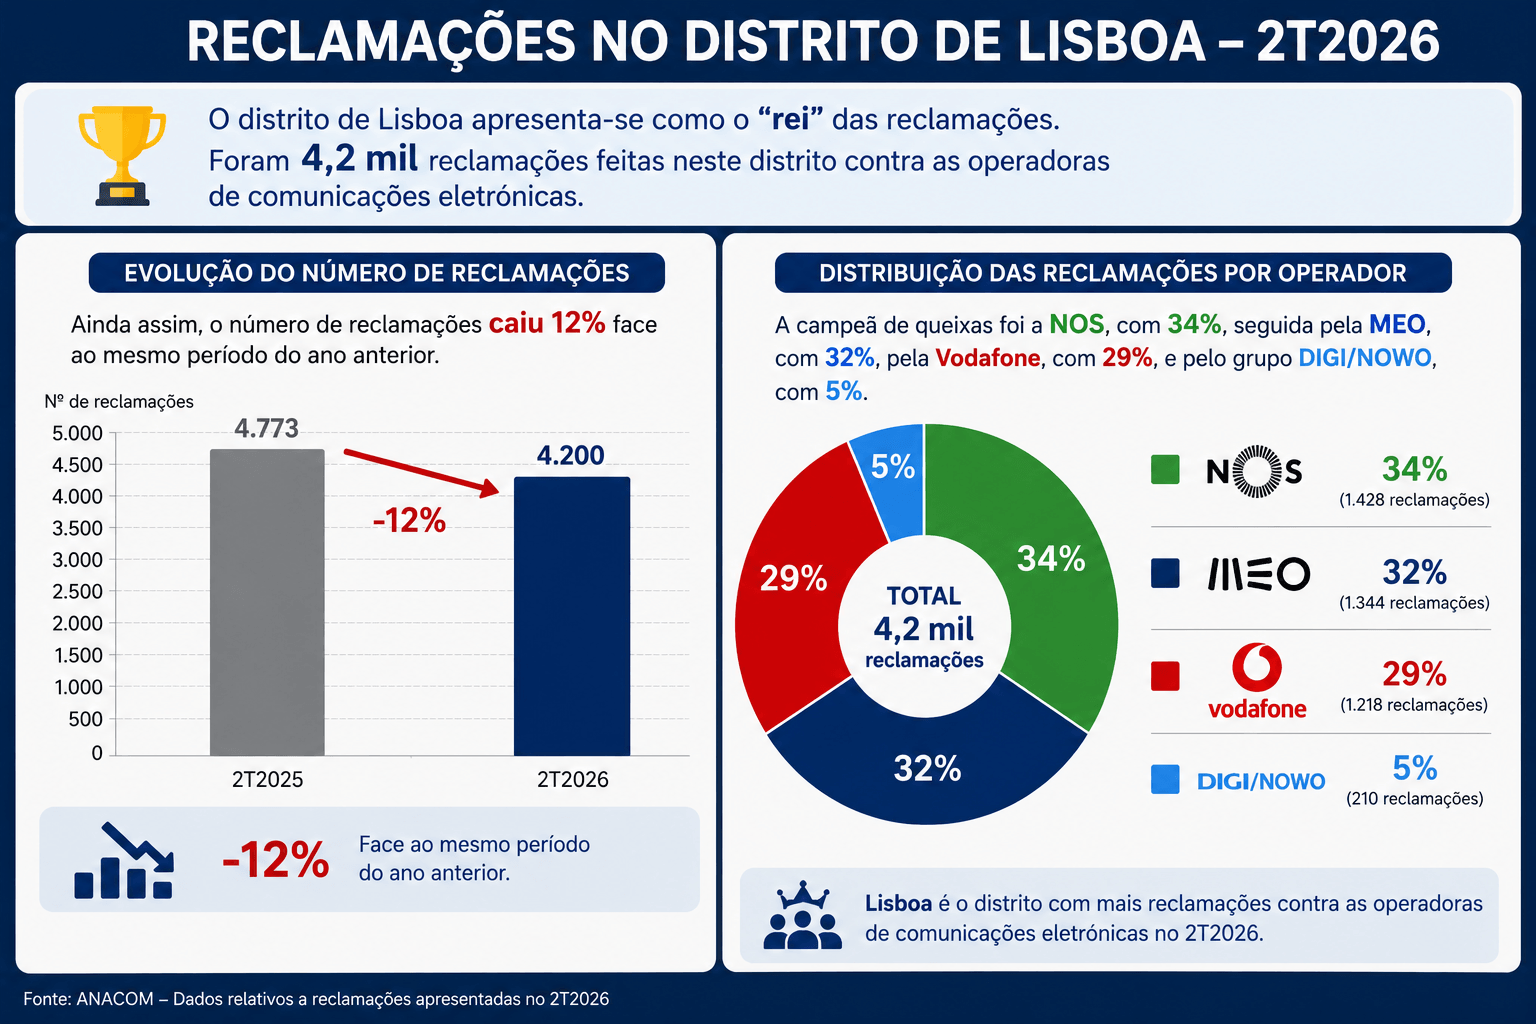 RECLAMAÇÕES NO DISTRITO DE LISBOA – 2T2026
O distrito de Lisboa apresenta-se como o “rei” das reclamações.
Foram 4,2 mil reclamações feitas neste distrito contra as operadoras
de comunicações eletrónicas.
EVOLUÇÃO DO NÚMERO DE RECLAMAÇÕES
Ainda assim, o número de reclamações caiu 12% face
ao mesmo período do ano anterior.
Nº de reclamações
5.000
4.500
4.000
3.500
3.000
2.500
2.000
1.500
1.000
500
0
4.773
4.200
-12%
2T2025
2T2026
-12%
Face ao mesmo período
do ano anterior.
DISTRIBUIÇÃO DAS RECLAMAÇÕES POR OPERADOR
A campeã de queixas foi a NOS, com 34%, seguida pela MEO,
com 32%, pela Vodafone, com 29%, e pelo grupo DIGI/NOWO,
com 5%.
5%
34%
29%
32%
TOTAL
4,2 mil
reclamações
NOS
34%
(1.428 reclamações)
MEO
32%
(1.344 reclamações)
vodafone
29%
(1.218 reclamações)
DIGI/NOWO
5%
(210 reclamações)
Lisboa é o distrito com mais reclamações contra as operadoras
de comunicações eletrónicas no 2T2026.
Fonte: ANACOM – Dados relativos a reclamações apresentadas no 2T2026